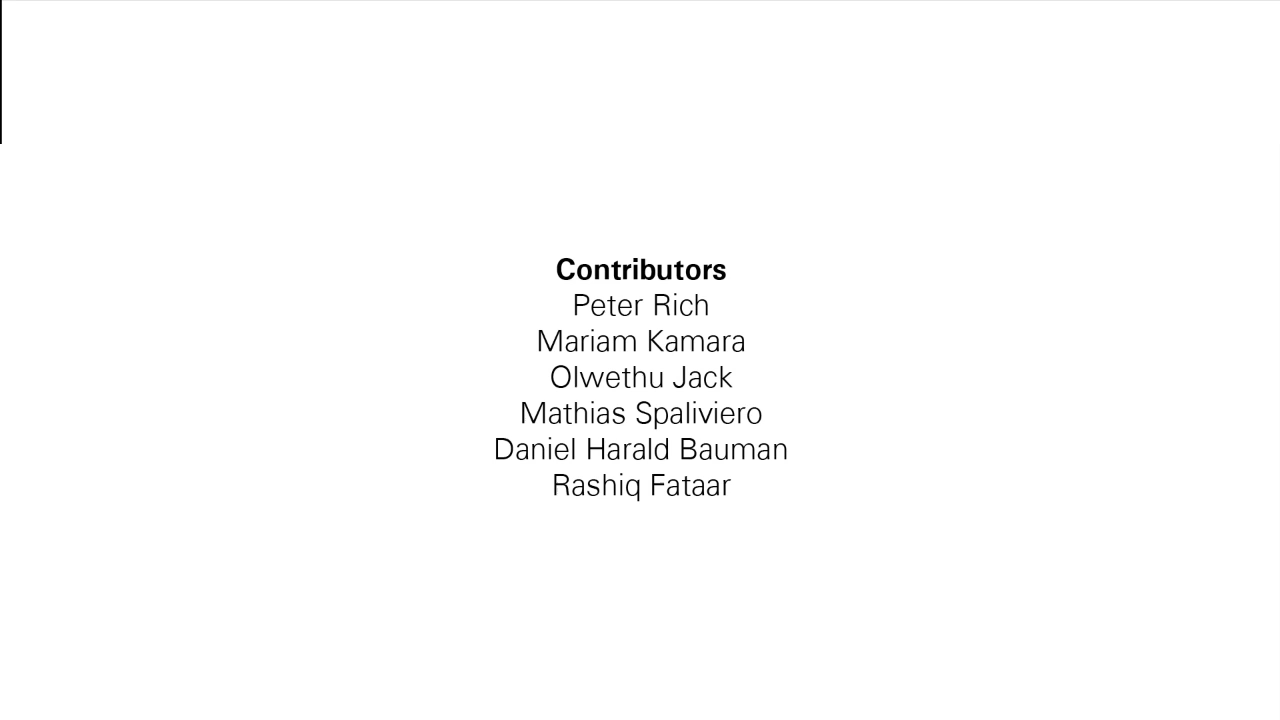 Contributors
Peter Rich
Mariam Kamara
Olwethu Jack
Mathias Spaliviero
Daniel Harald Bauman
Rashiq Fataar